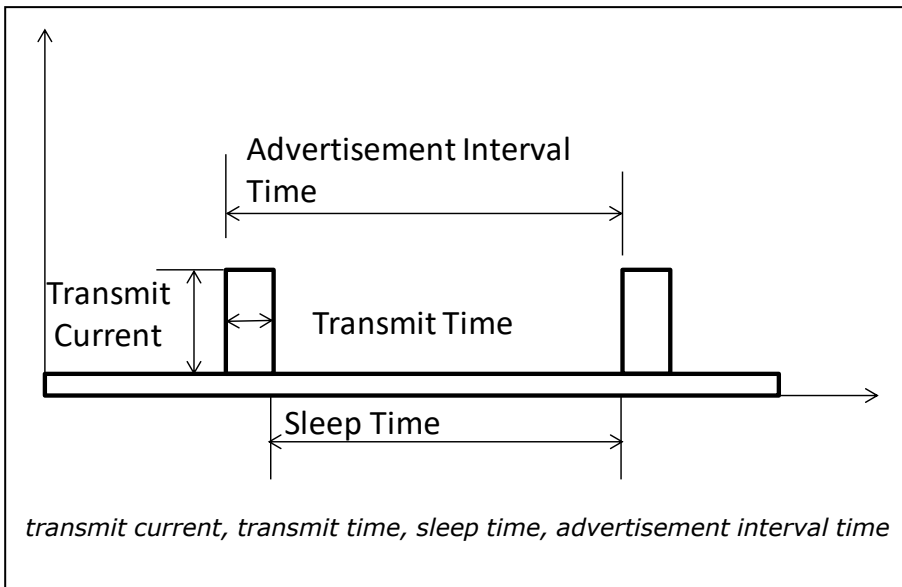 Advertisement Interval
Time
Transmit
Current
Transmit Time
Sleep Time
transmit current, transmit time, sleep time, advertisement interval time